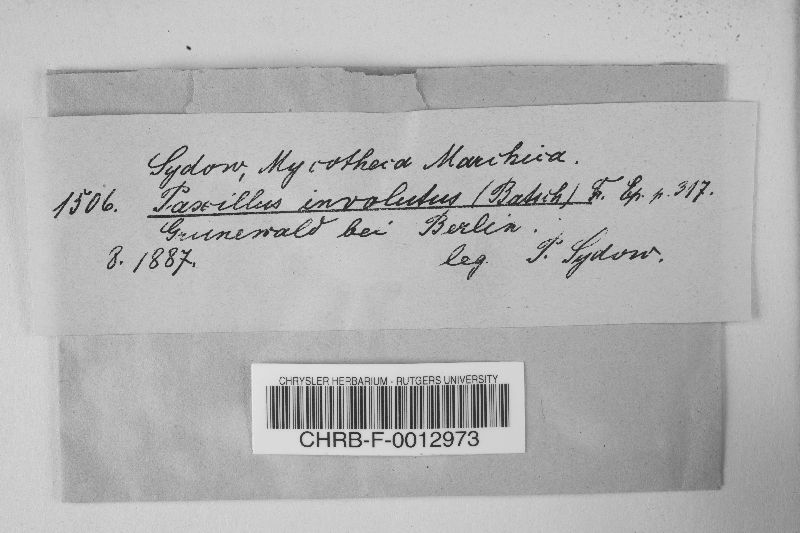 Sydow, Mycotheca Marchica.
1506. Paxillus involutus (Batsch) Fr. Ep. p. 317.
Grunewald bei Berlin.
8. 1887. leg. P. Sydow.
CHRYSLER HERBARIUM - RUTGERS UNIVERSITY
CHRB-F-0012973